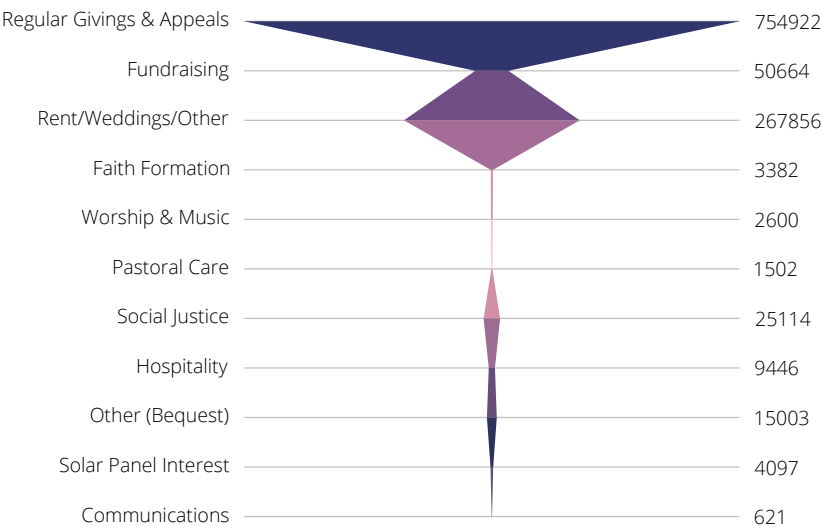 Regular Givings & Appeals 754922
Fundraising 50664
Rent/Weddings/Other 267856
Faith Formation 3382
Worship & Music 2600
Pastoral Care 1502
Social Justice 25114
Hospitality 9446
Other (Bequest) 15003
Solar Panel Interest 4097
Communications 621